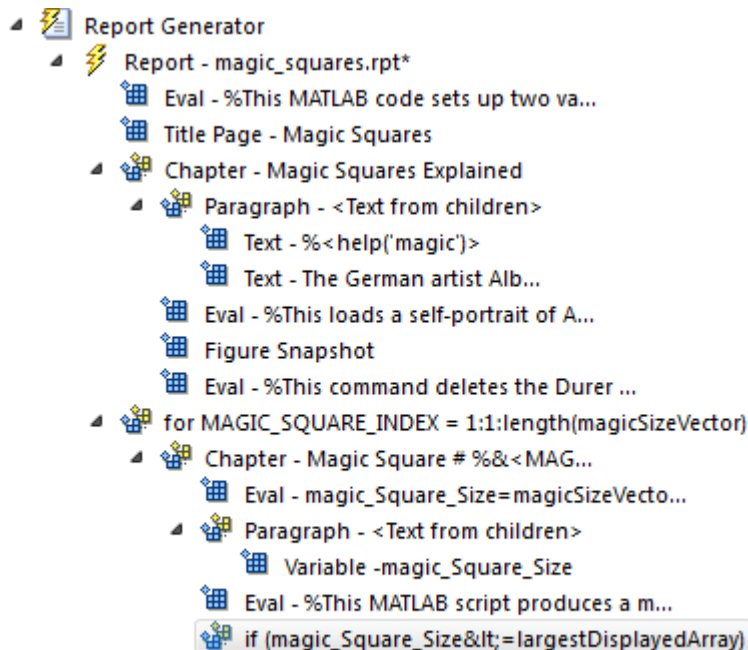 Report Generator
Report - magic_squares.rpt*
Eval - %This MATLAB code sets up two va...
Title Page - Magic Squares
Chapter - Magic Squares Explained
Paragraph - <Text from children>
Text - %<help('magic')>
Text - The German artist Alb...
Eval - %This loads a self-portrait of A...
Figure Snapshot
Eval - %This command deletes the Durer ...
for MAGIC_SQUARE_INDEX = 1:1:length(magicSizeVector)
Chapter - Magic Square # %&<MAG...
Eval - magic_Square_Size=magicSizeVecto...
Paragraph - <Text from children>
Variable -magic_Square_Size
Eval - %This MATLAB script produces a m...
if (magic_Square_Size&lt;=largestDisplayedArray)